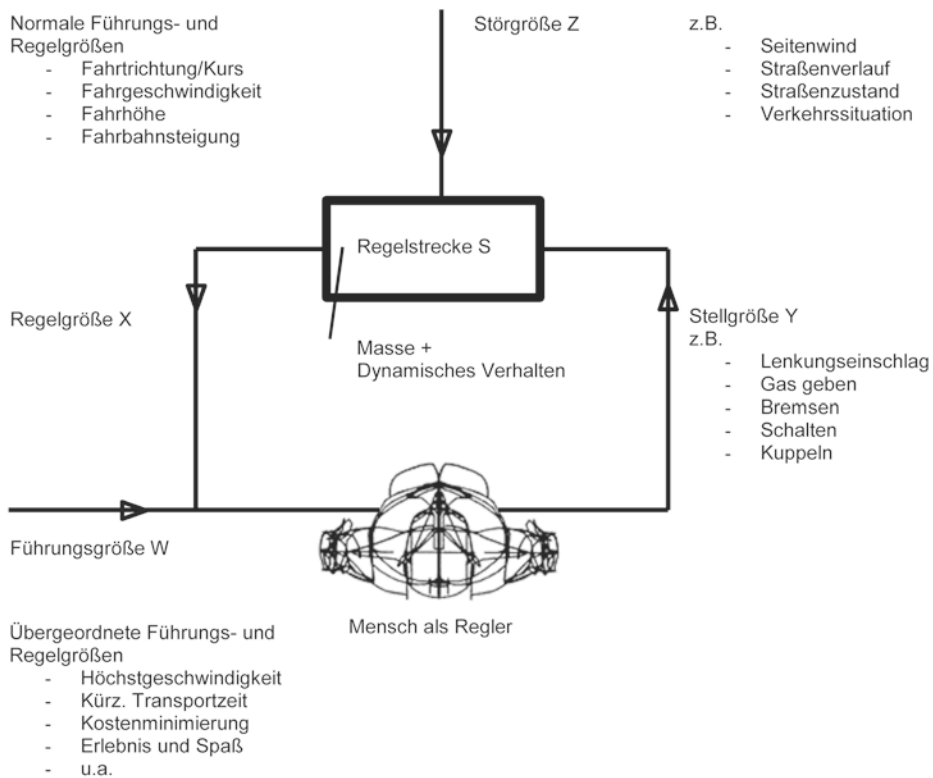 Normale Führungs- und
Regelgrößen
- Fahrtrichtung/Kurs
- Fahrgeschwindigkeit
- Fahrhöhe
- Fahrbahnsteigung
Störgröße Z
z.B.
- Seitenwind
- Straßenverlauf
- Straßenzustand
- Verkehrssituation
Regelstrecke S
Regelgröße X
Masse +
Dynamisches Verhalten
Stellgröße Y
z.B.
- Lenkungseinschlag
- Gas geben
- Bremsen
- Schalten
- Kuppeln
Führungsgröße W
Mensch als Regler
Übergeordnete Führungs- und
Regelgrößen
- Höchstgeschwindigkeit
- Kürz. Transportzeit
- Kostenminimierung
- Erlebnis und Spaß
- u.a.